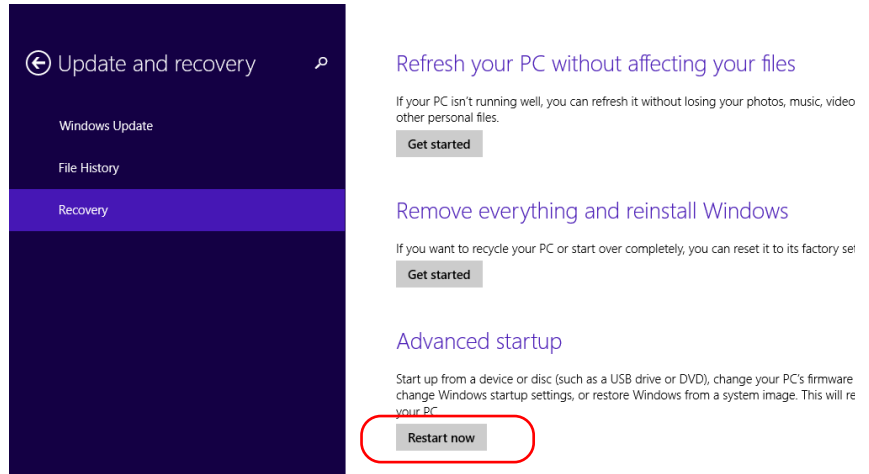 Update and recovery
Windows Update
File History
Recovery
Refresh your PC without affecting your files
If your PC isn't running well, you can refresh it without losing your photos, music, video
other personal files.
Get started
Remove everything and reinstall Windows
If you want to recycle your PC or start over completely, you can reset it to its factory
Get started
Advanced startup
Start up from a device or disc (such as a USB drive or DVD), change your PC's firmware
change Windows startup settings, or restore Windows from a system image. This will
your PC.
Restart now